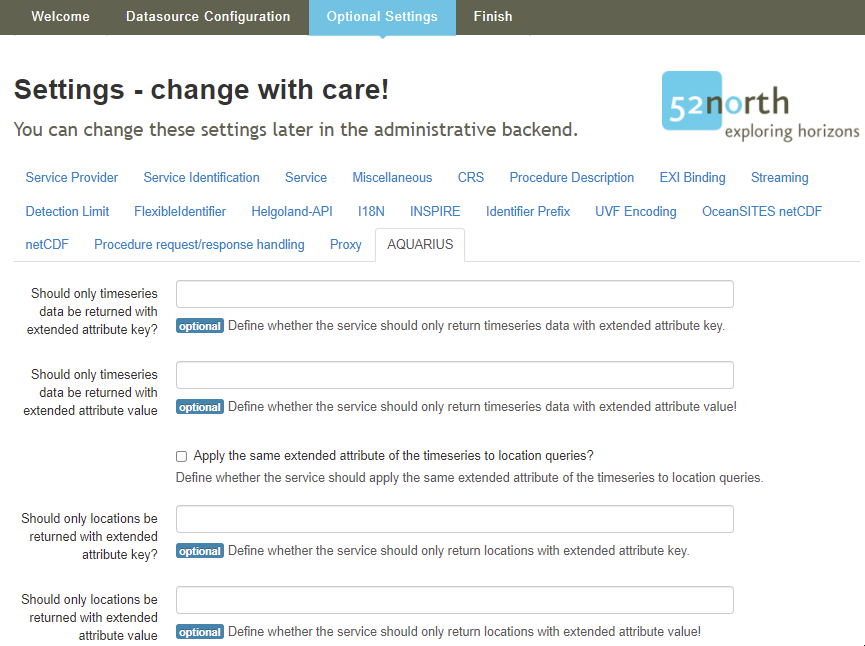 Welcome Datasource Configuration Optional Settings Finish
Settings - change with care!
You can change these settings later in the administrative backend.
52north
exploring horizons
Service Provider Service Identification Service Miscellaneous CRS Procedure Description EXI Binding Streaming
Detection Limit FlexibleIdentifier Helgoland-API I18N INSPIRE Identifier Prefix UVF Encoding OceanSITES netCDF
netCDF Procedure request/response handling Proxy AQUARIUS
Should only timeseries
data be returned with
extended attribute key?
optional Define whether the service should only return timeseries data with extended attribute key.
Should only timeseries
data be returned with
extended attribute value
optional Define whether the service should only return timeseries data with extended attribute value!
Apply the same extended attribute of the timeseries to location queries?
Define whether the service should apply the same extended attribute of the timeseries to location queries.
Should only locations be
returned with extended
attribute key?
optional Define whether the service should only return locations with extended attribute key.
Should only locations be
returned with extended
attribute value
optional Define whether the service should only return locations with extended attribute value!